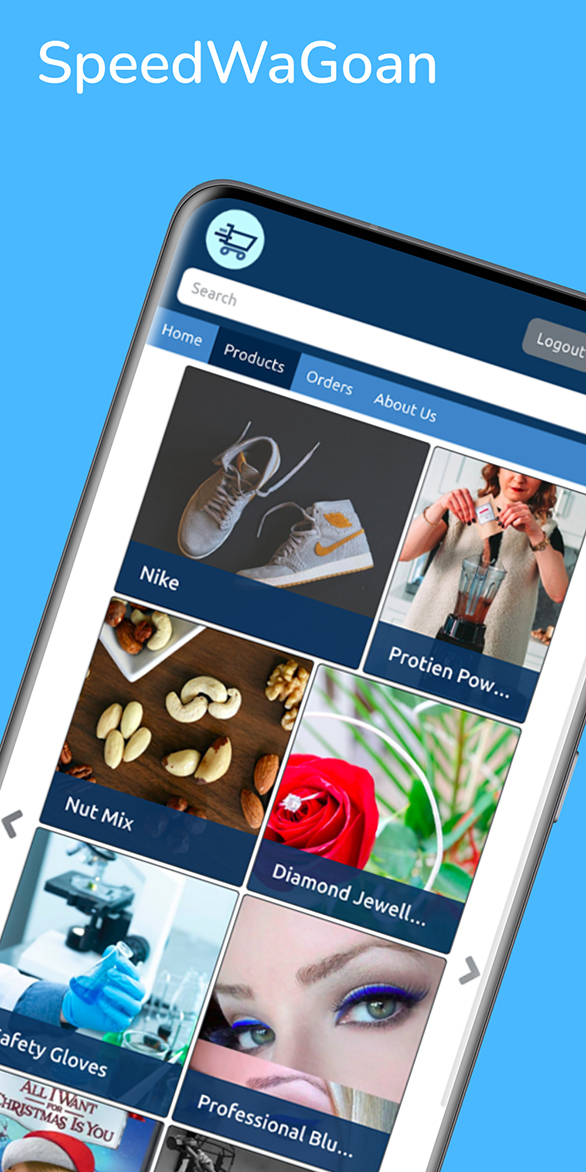 SpeedWaGoan
Search
Logout
Home
Products
Orders
About Us
Nike
Protien Pow...
Nut Mix
Diamond Jewell...
afety Gloves
Professional Blu...
ALL I WANT
FOR
CHRISTMAS IS YOU